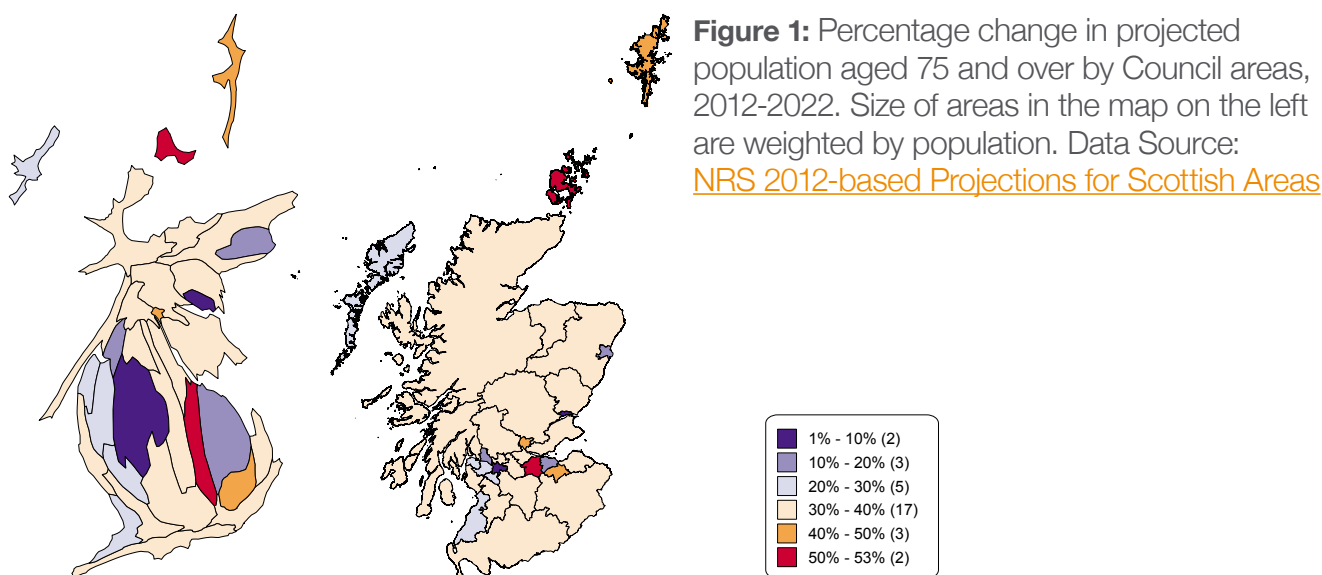 Figure 1: Percentage change in projected
population aged 75 and over by Council areas,
2012-2022. Size of areas in the map on the left
are weighted by population. Data Source:
NRS 2012-based Projections for Scottish Areas
1% - 10% (2)
10% - 20% (3)
20% - 30% (5)
30% - 40% (17)
40% - 50% (3)
50% - 53% (2)